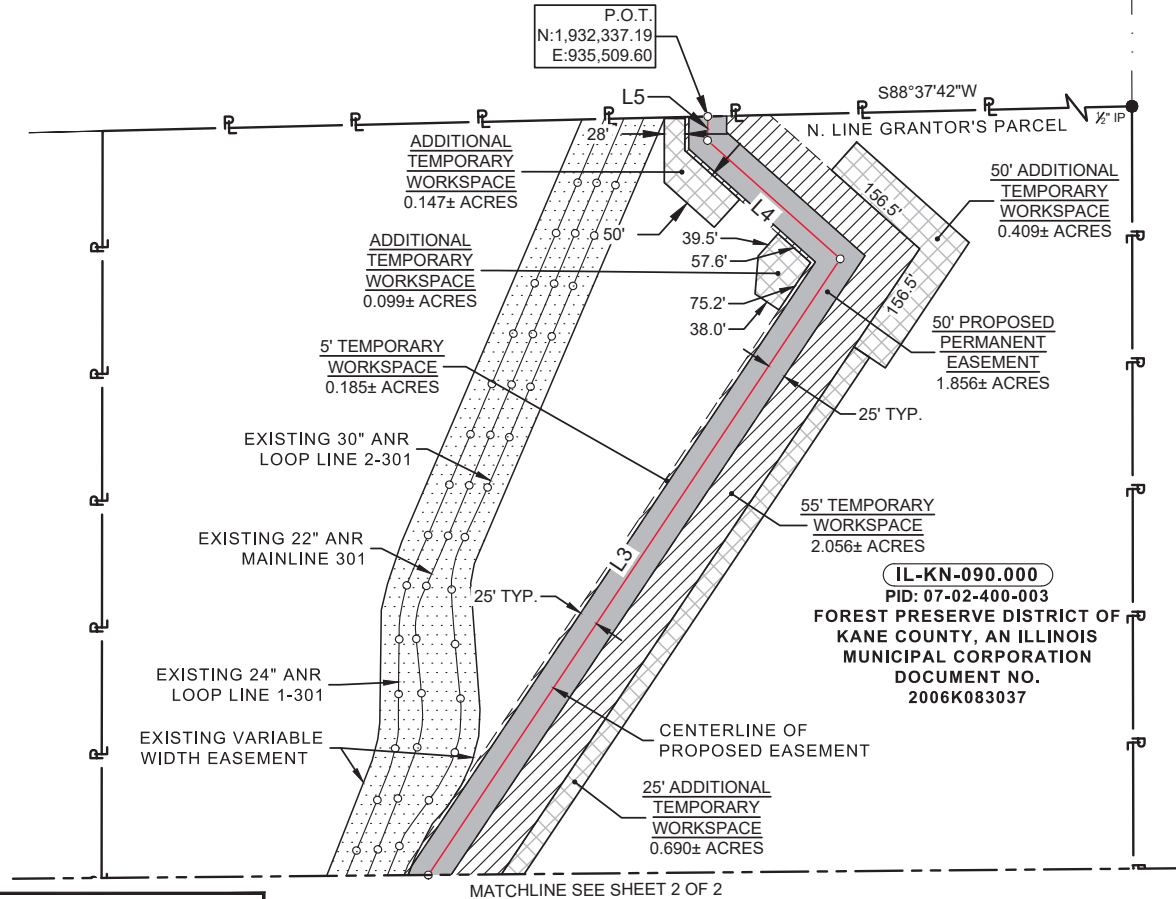 P.O.T.
N:1,932,337.19
E:935,509.60
L5
S88°37'42"W
½" IP
N. LINE GRANTOR'S PARCEL
28'
ADDITIONAL
TEMPORARY
WORKSPACE
0.147± ACRES
50'
L4
156.5'
156.5'
50' ADDITIONAL
TEMPORARY
WORKSPACE
0.409± ACRES
39.5'
57.6'
75.2'
38.0'
ADDITIONAL
TEMPORARY
WORKSPACE
0.099± ACRES
50' PROPOSED
PERMANENT
EASEMENT
1.856± ACRES
5' TEMPORARY
WORKSPACE
0.185± ACRES
25' TYP.
EXISTING 30" ANR
LOOP LINE 2-301
55' TEMPORARY
WORKSPACE
2.056± ACRES
EXISTING 22" ANR
MAINLINE 301
L3
25' TYP.
IL-KN-090.000
PID: 07-02-400-003
FOREST PRESERVE DISTRICT OF
KANE COUNTY, AN ILLINOIS
MUNICIPAL CORPORATION
DOCUMENT NO.
2006K083037
EXISTING 24" ANR
LOOP LINE 1-301
EXISTING VARIABLE
WIDTH EASEMENT
CENTERLINE OF
PROPOSED EASEMENT
25' ADDITIONAL
TEMPORARY
WORKSPACE
0.690± ACRES
MATCHLINE SEE SHEET 2 OF 2